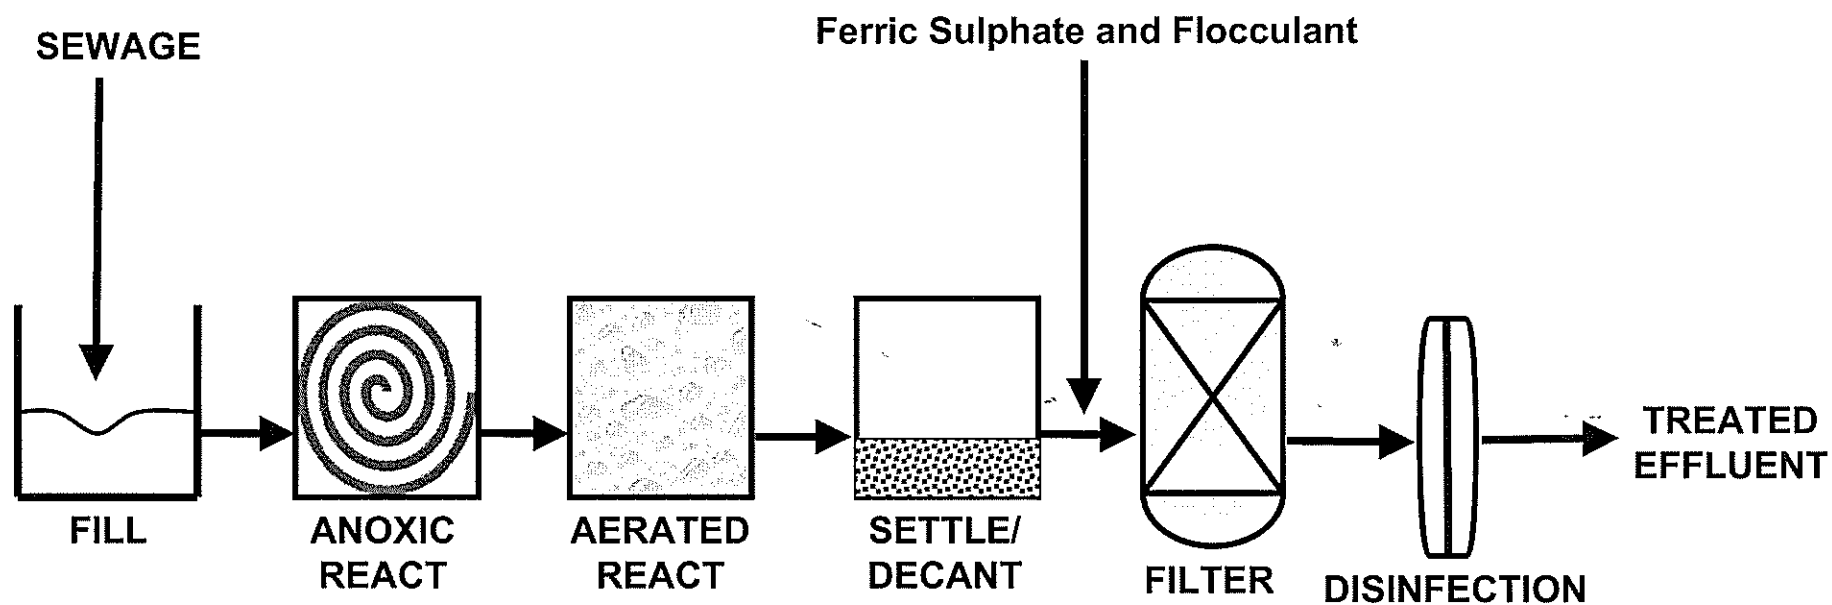 SEWAGE
Ferric Sulphate and Flocculant
TREATED
EFFLUENT
FILL
ANOXIC
REACT
AERATED
REACT
SETTLE/
DECANT
FILTER
DISINFECTION